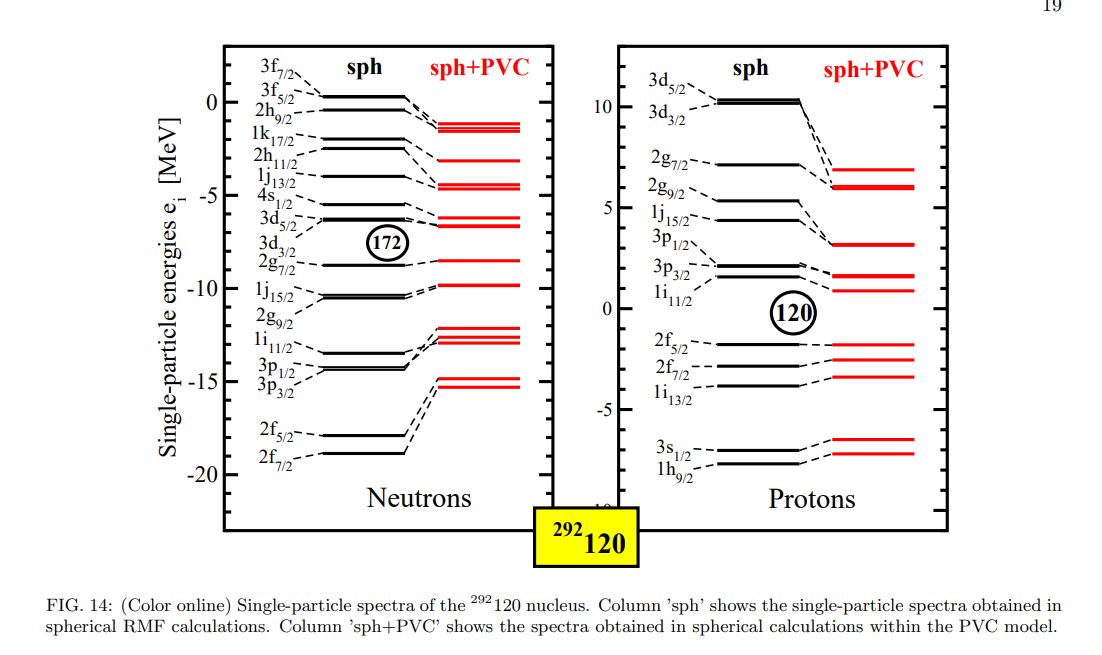 19
sph
sph+PVC
3f7/2
3f5/2
2h9/2
1k17/2
2h11/2
1j13/2
4s1/2
3d5/2
3d3/2
2g7/2
1j15/2
2g9/2
1i11/2
3p1/2
3p3/2
2f5/2
2f7/2
0
-5
-10
-15
-20
Single-particle energies ei [MeV]
172
Neutrons
sph
sph+PVC
3d5/2
3d3/2
2g7/2
2g9/2
1j15/2
3p1/2
3p3/2
1i11/2
2f5/2
2f7/2
1i13/2
3s1/2
1h9/2
10
5
0
-5
120
Protons
292120
FIG. 14: (Color online) Single-particle spectra of the 292120 nucleus. Column 'sph' shows the single-particle spectra obtained in
spherical RMF calculations. Column 'sph+PVC' shows the spectra obtained in spherical calculations within the PVC model.